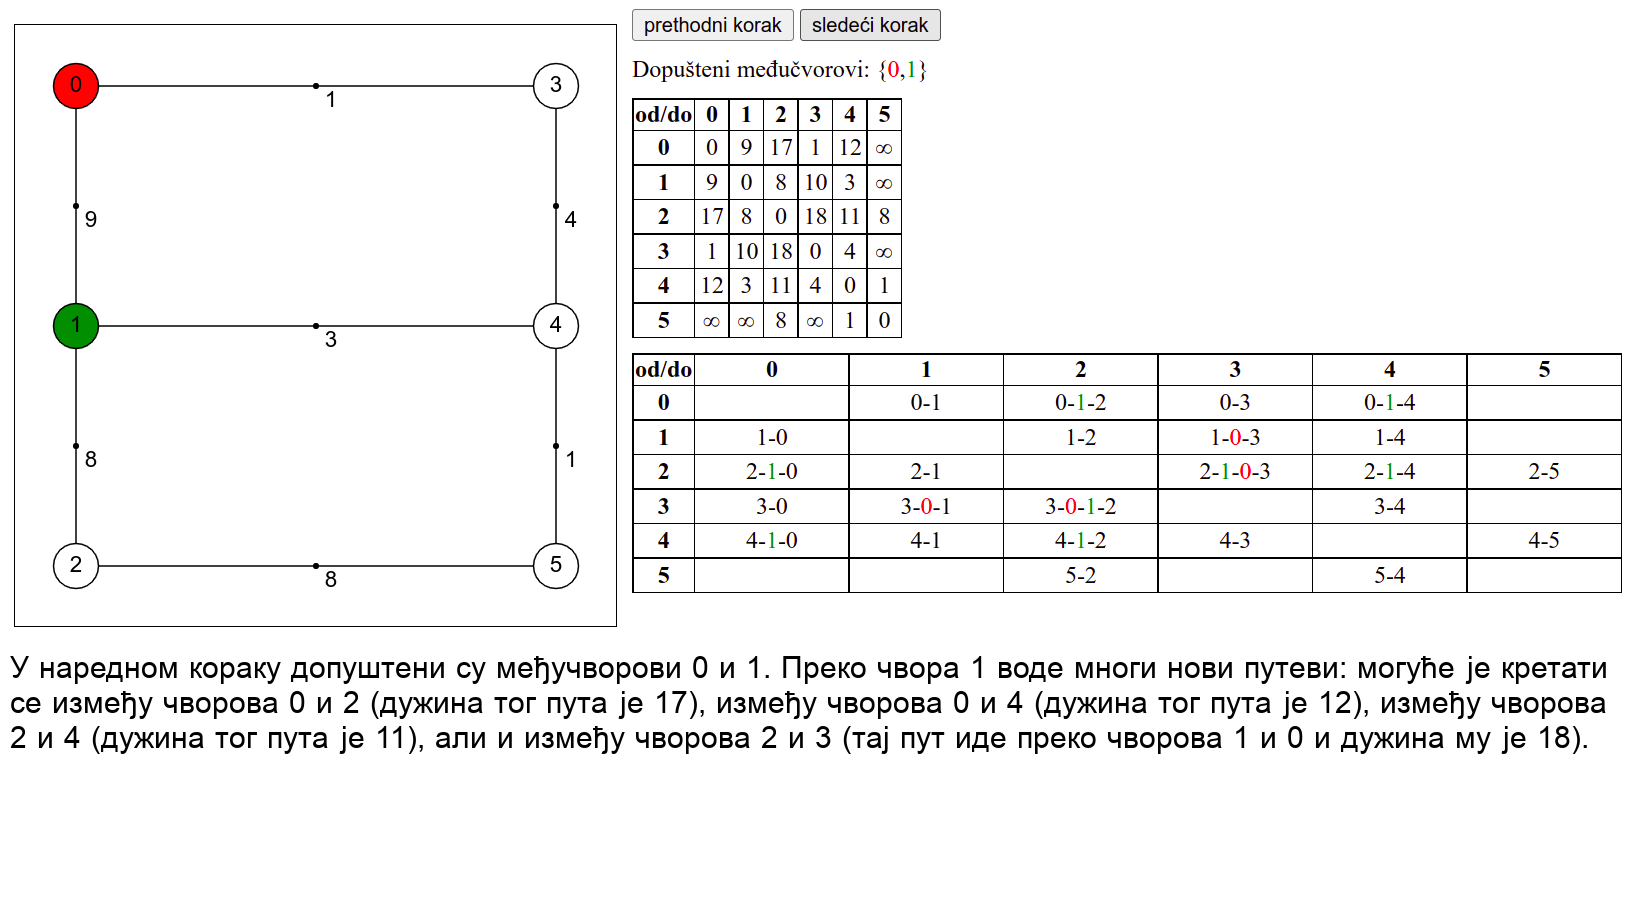 prethodni korak sledeći korak
Dopušteni međučvorovi: {0,1}
0
3
1
9
4
1
4
3
8
1
2
5
8
od/do 0 1 2 3 4 5
0 0 9 17 1 12 ∞
1 9 0 8 10 3 ∞
2 17 8 0 18 11 8
3 1 10 18 0 4 ∞
4 12 3 11 4 0 1
5 ∞ ∞ 8 ∞ 1 0
od/do 0 1 2 3 4 5
0 0-1 0-1-2 0-3 0-1-4
1 1-0 1-2 1-0-3 1-4
2 2-1-0 2-1 2-1-0-3 2-1-4 2-5
3 3-0 3-0-1 3-0-1-2 3-4
4 4-1-0 4-1 4-1-2 4-3 4-5
5 5-2 5-4
У наредном кораку допуштени су међучворови 0 и 1. Преко чвора 1 воде многи нови путеви: могуће је кретати
се између чворова 0 и 2 (дужина тог пута је 17), између чворова 0 и 4 (дужина тог пута је 12), између чворова
2 и 4 (дужина тог пута је 11), али и између чворова 2 и 3 (тај пут иде преко чворова 1 и 0 и дужина му је 18).